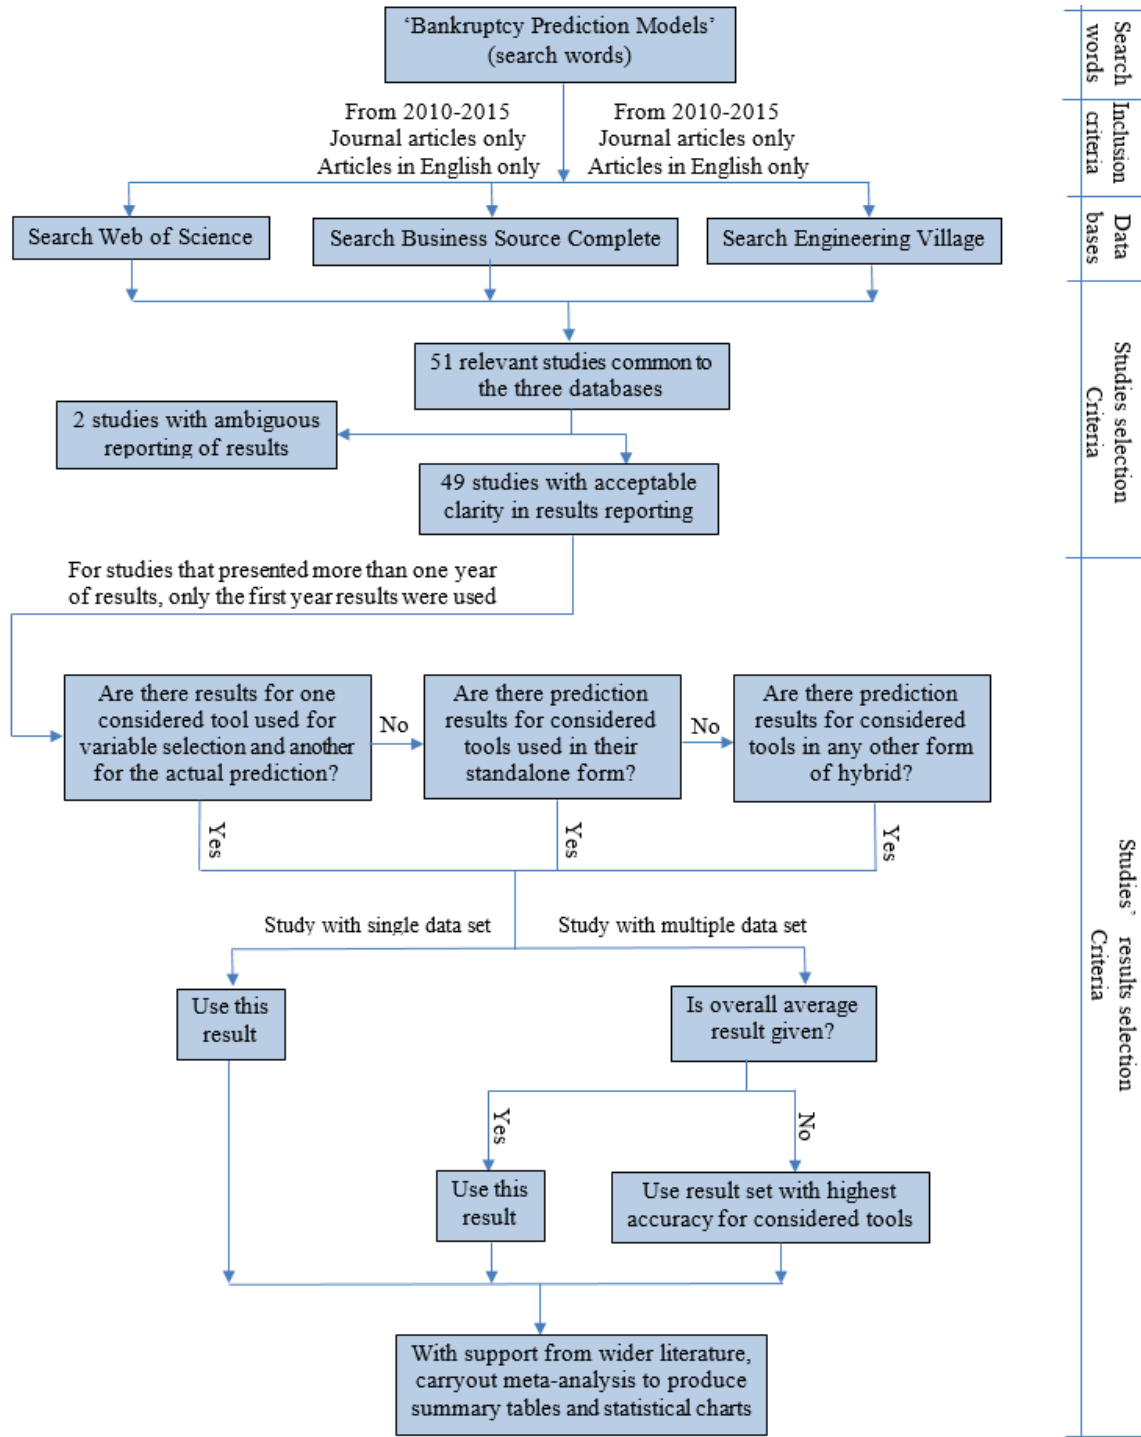 ‘Bankruptcy Prediction Models’
(search words)
From 2010-2015
Journal articles only
Articles in English only
From 2010-2015
Journal articles only
Articles in English only
Search Web of Science
Search Business Source Complete
Search Engineering Village
51 relevant studies common to
the three databases
2 studies with ambiguous
reporting of results
49 studies with acceptable
clarity in results reporting
For studies that presented more than one year
of results, only the first year results were used
Are there results for one
considered tool used for
variable selection and another
for the actual prediction?
No
Are there prediction
results for considered
tools used in their
standalone form?
No
Are there prediction
results for considered
tools in any other form
of hybrid?
Yes
Yes
Yes
Study with single data set
Study with multiple data set
Use this
result
Is overall average
result given?
Yes
No
Use this
result
Use result set with highest
accuracy for considered tools
With support from wider literature,
carryout meta-analysis to produce
summary tables and statistical charts
Search
words
Inclusion
criteria
Data
bases
Studies selection
Criteria
Studies’ results selection
Criteria